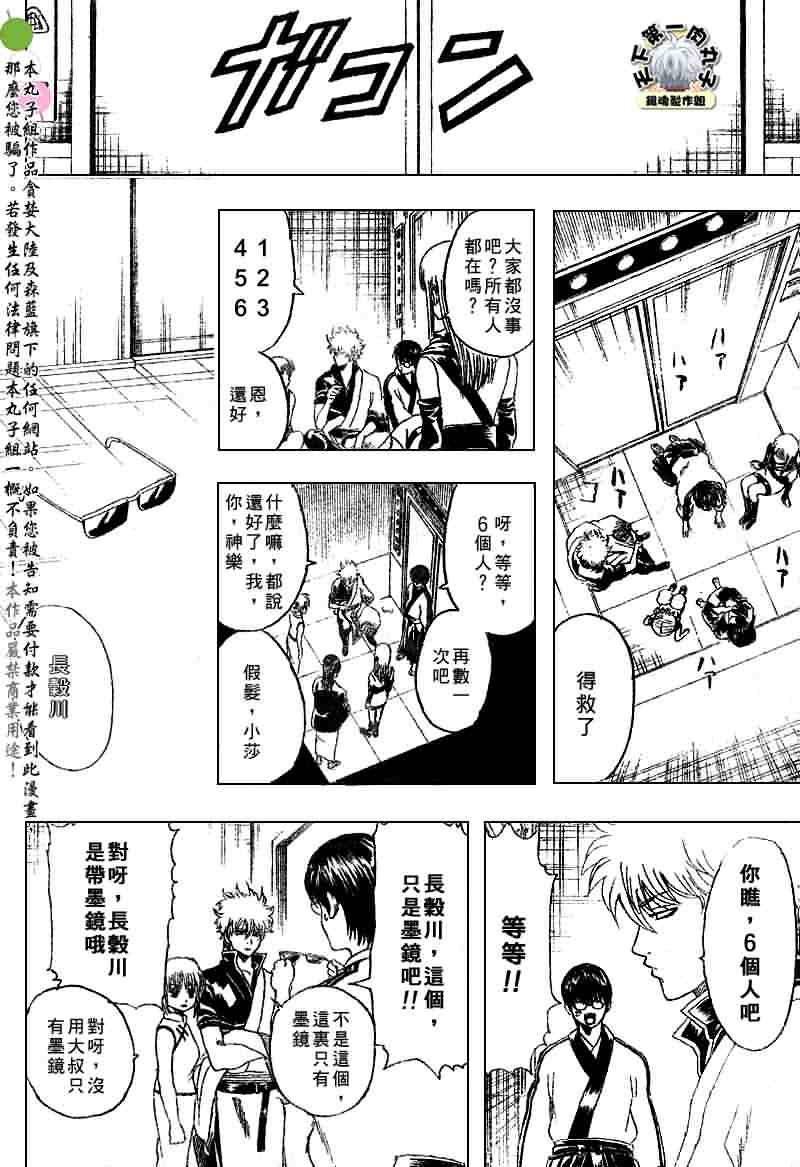 ガコン
天下第一肉丸子
銀魂製作組
ハァ
ハァ
ハァ
ハァ
得救了
大家都沒事
吧？所有人
都在嗎？
123
456
恩，
還好
呀，等等，
6個人？
再數一
次吧
什麼嘛，都說
還好了，我，
你，神樂
假髮，小莎
長穀川
你瞧，6個人吧
等等!!
長穀川，這個，
只是墨鏡吧!!
不是這個，
這裏只有
墨鏡
對呀，長穀川
是帶墨鏡哦
對呀，沒
用大叔只
有墨鏡
本丸子組作品貪婪大陸及森藍旗下的任何網站。如果您被告知需要付款才能看到此漫畫，
那麼您被騙了。若發生任何法律問題本丸子組一概不負責！本作品嚴禁商業用途！